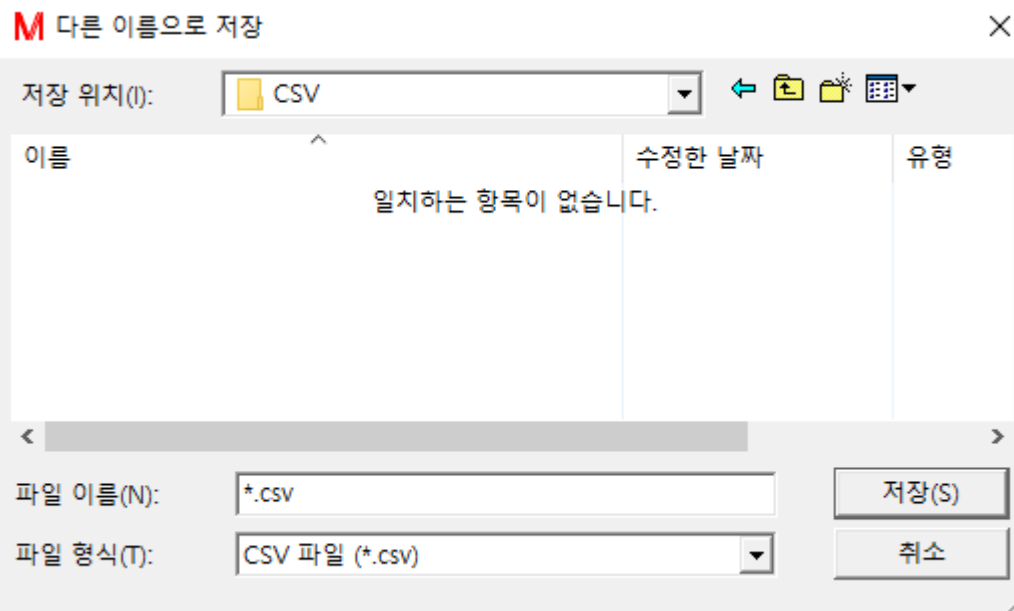 M 다른 이름으로 저장
저장 위치(I): CSV
이름 수정한 날짜 유형
일치하는 항목이 없습니다.
파일 이름(N): *.csv 저장(S)
파일 형식(T): CSV 파일 (*.csv) 취소